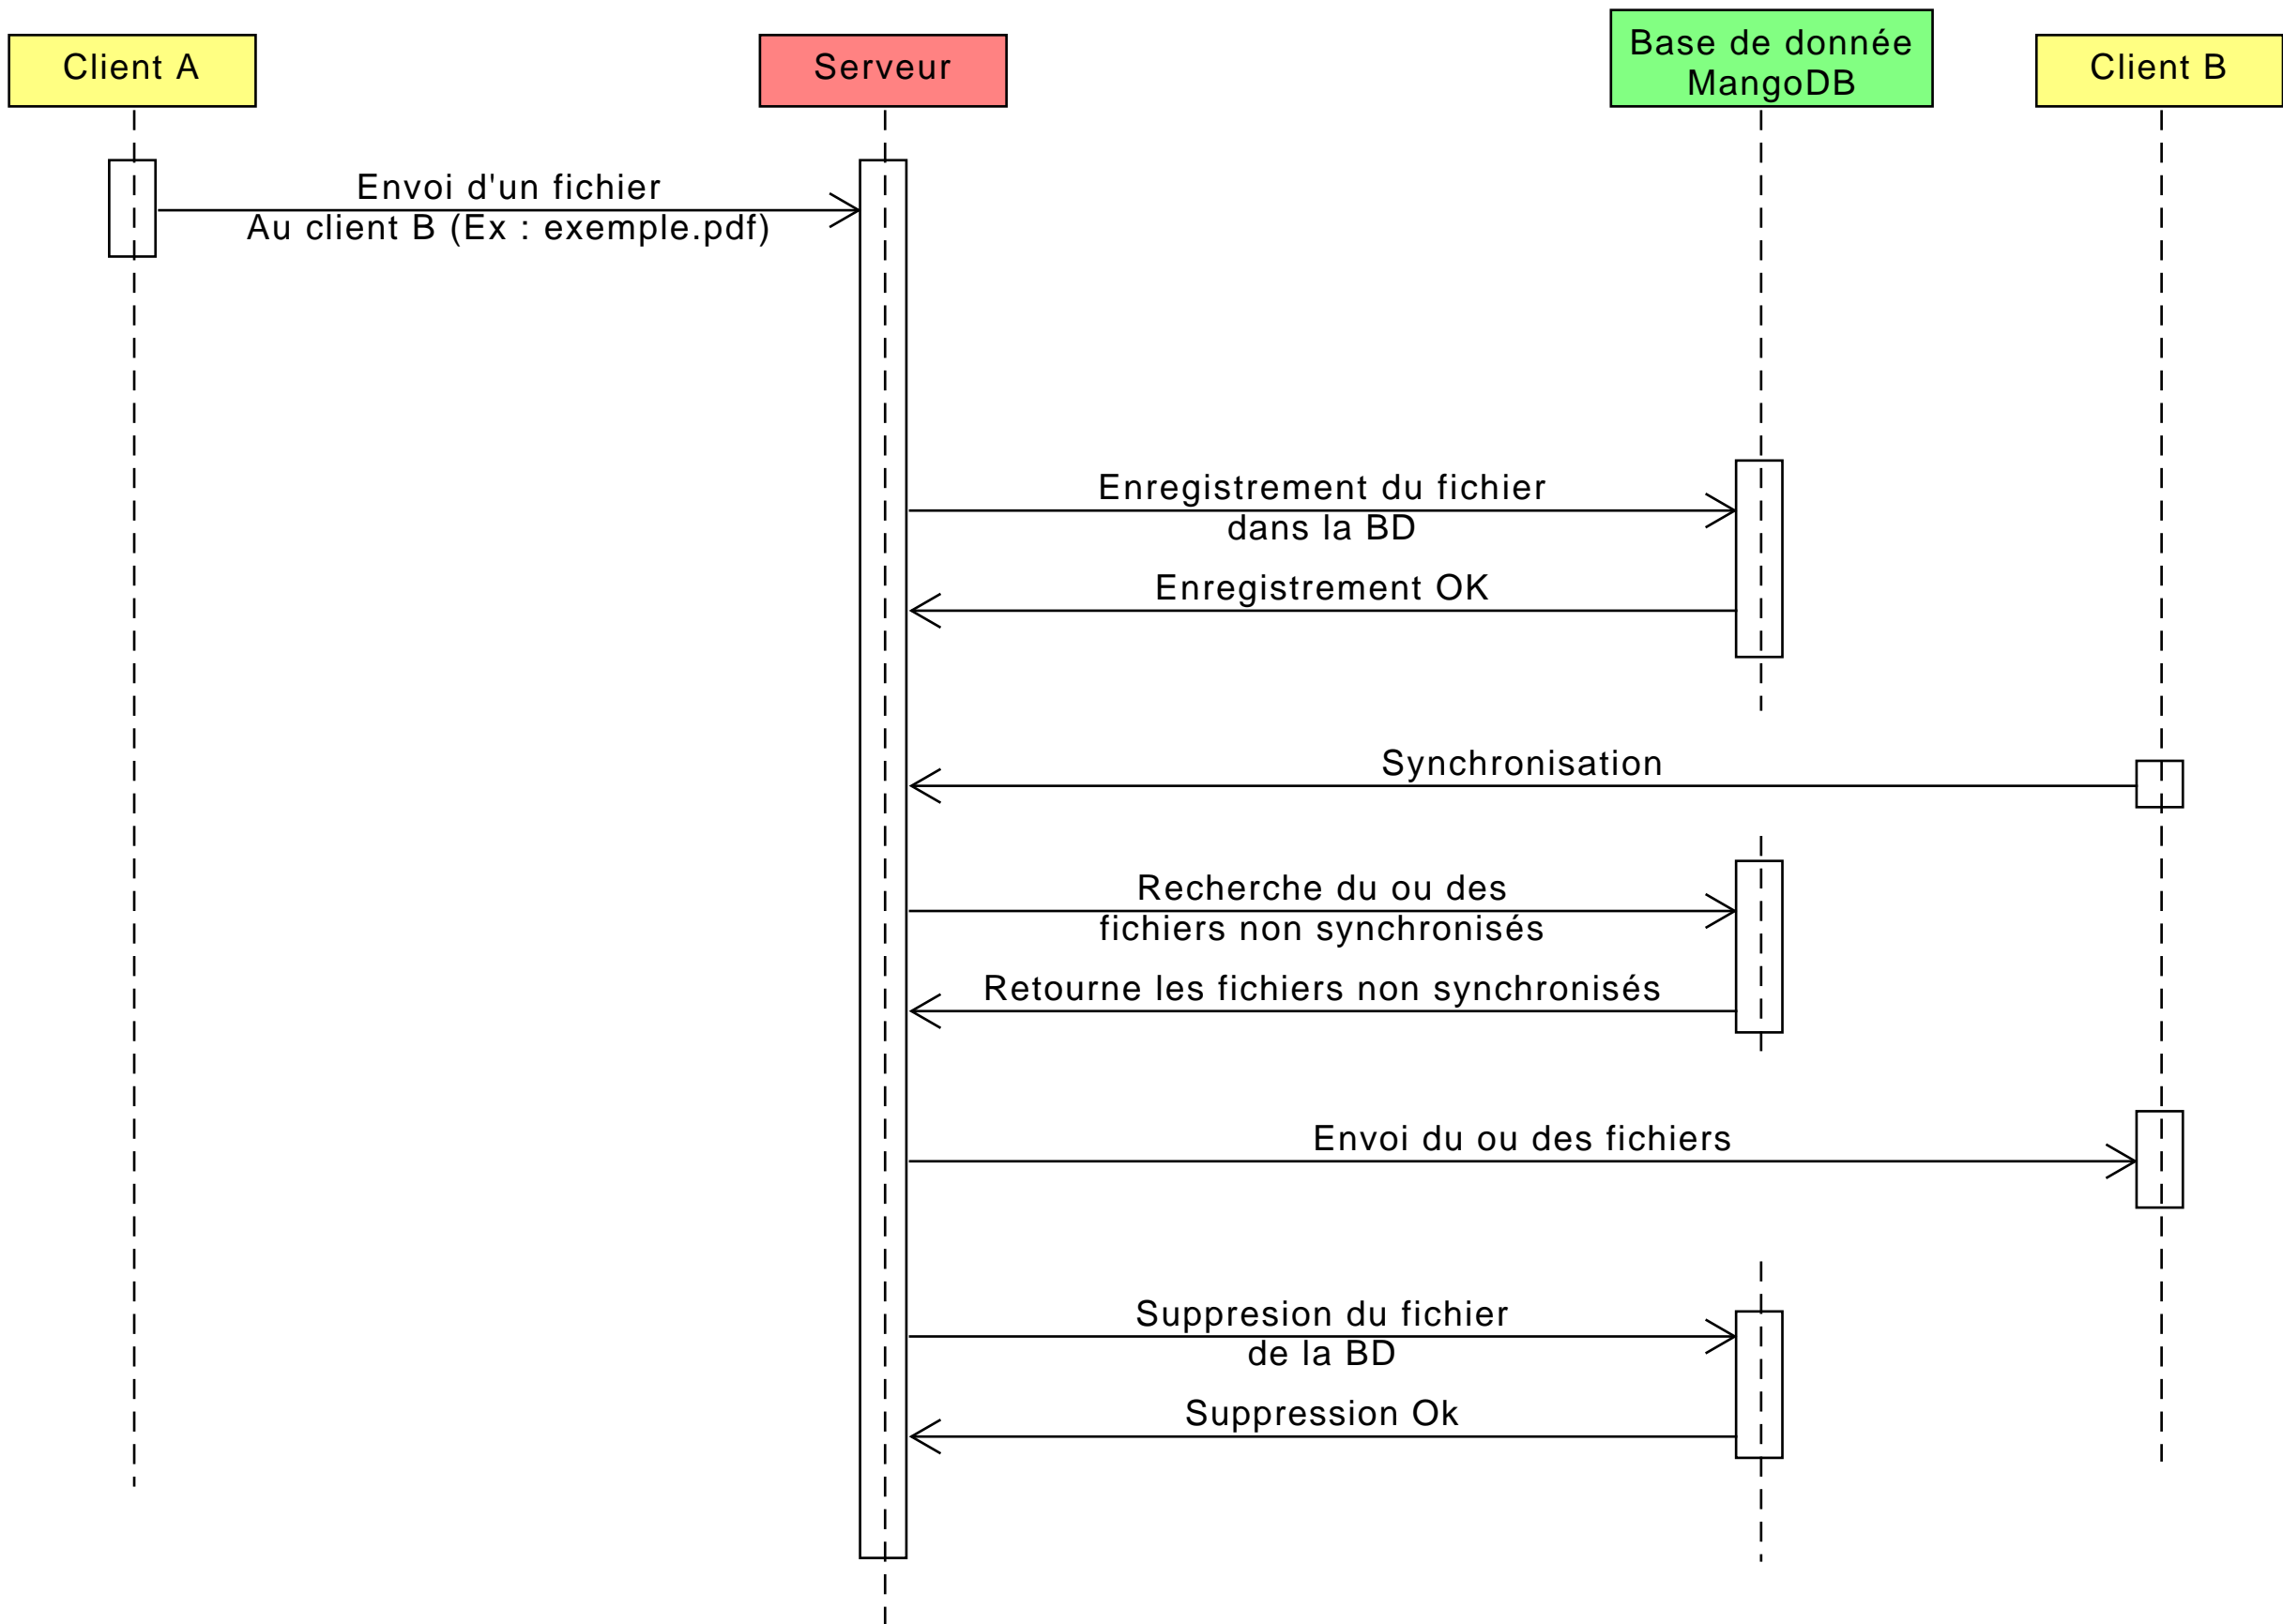 Client A
Serveur
Base de donnée
MangoDB
Client B
Envoi d'un fichier
Au client B (Ex : exemple.pdf)
Enregistrement du fichier
dans la BD
Enregistrement OK
Synchronisation
Recherche du ou des
fichiers non synchronisés
Retourne les fichiers non synchronisés
Envoi du ou des fichiers
Suppresion du fichier
de la BD
Suppression Ok